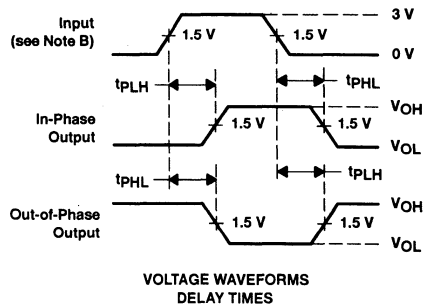 Input
(see Note B)
1.5 V
1.5 V
3 V
0 V
tPLH
tPHL
In-Phase
Output
1.5 V
1.5 V
VOH
VOL
tPHL
tPLH
Out-of-Phase
Output
1.5 V
1.5 V
VOH
VOL
VOLTAGE WAVEFORMS
DELAY TIMES